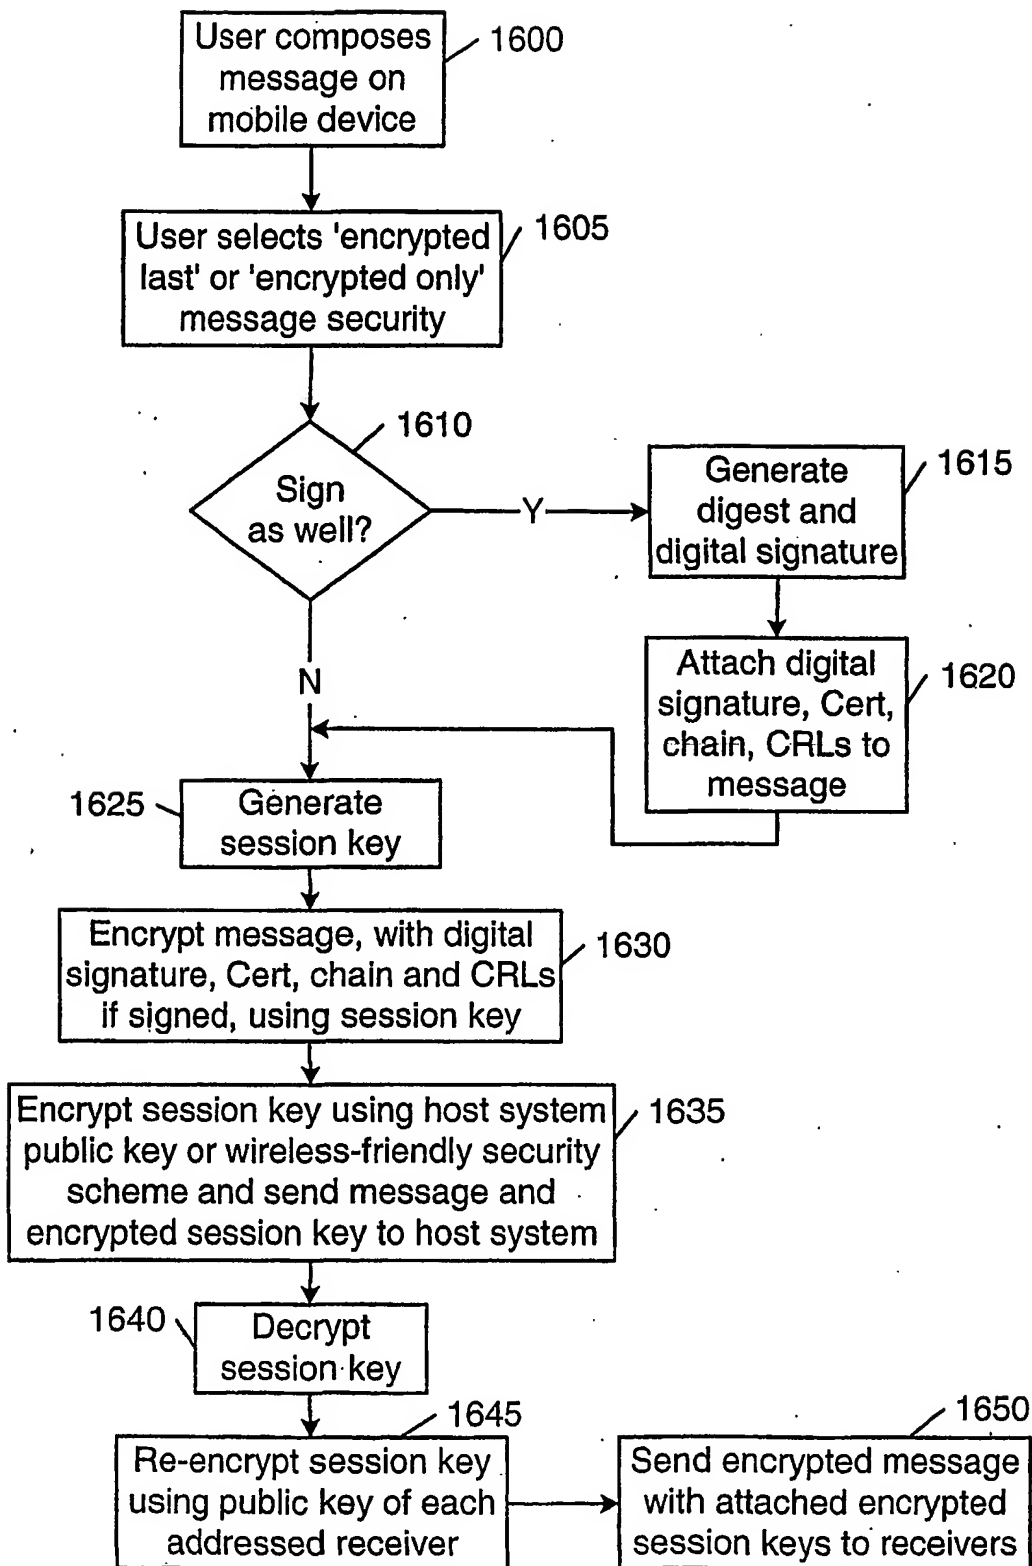 User composes
message on
mobile device
1600
User selects 'encrypted
last' or 'encrypted only'
message security
1605
1610
Sign
as well?
Y
N
Generate
digest and
digital signature
1615
Attach digital
signature, Cert,
chain, CRLs to
message
1620
1625
Generate
session key
Encrypt message, with digital
signature, Cert, chain and CRLs
if signed, using session key
1630
Encrypt session key using host system
public key or wireless-friendly security
scheme and send message and
encrypted session key to host system
1635
1640
Decrypt
session key
1645
Re-encrypt session key
using public key of each
addressed receiver
1650
Send encrypted message
with attached encrypted
session keys to receivers